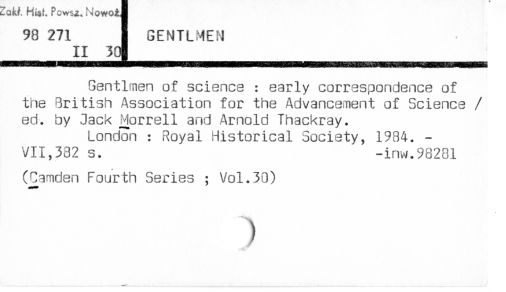 Zakł. Hist. Powsz. Nowoż.
98 271
II 30
GENTLMEN
Gentlmen of science : early correspondence of
the British Association for the Advancement of Science /
ed. by Jack Morrell and Arnold Thackray.
London : Royal Historical Society, 1984. -
VII,382 s. -inw.98281
(Camden Fourth Series ; Vol.30)